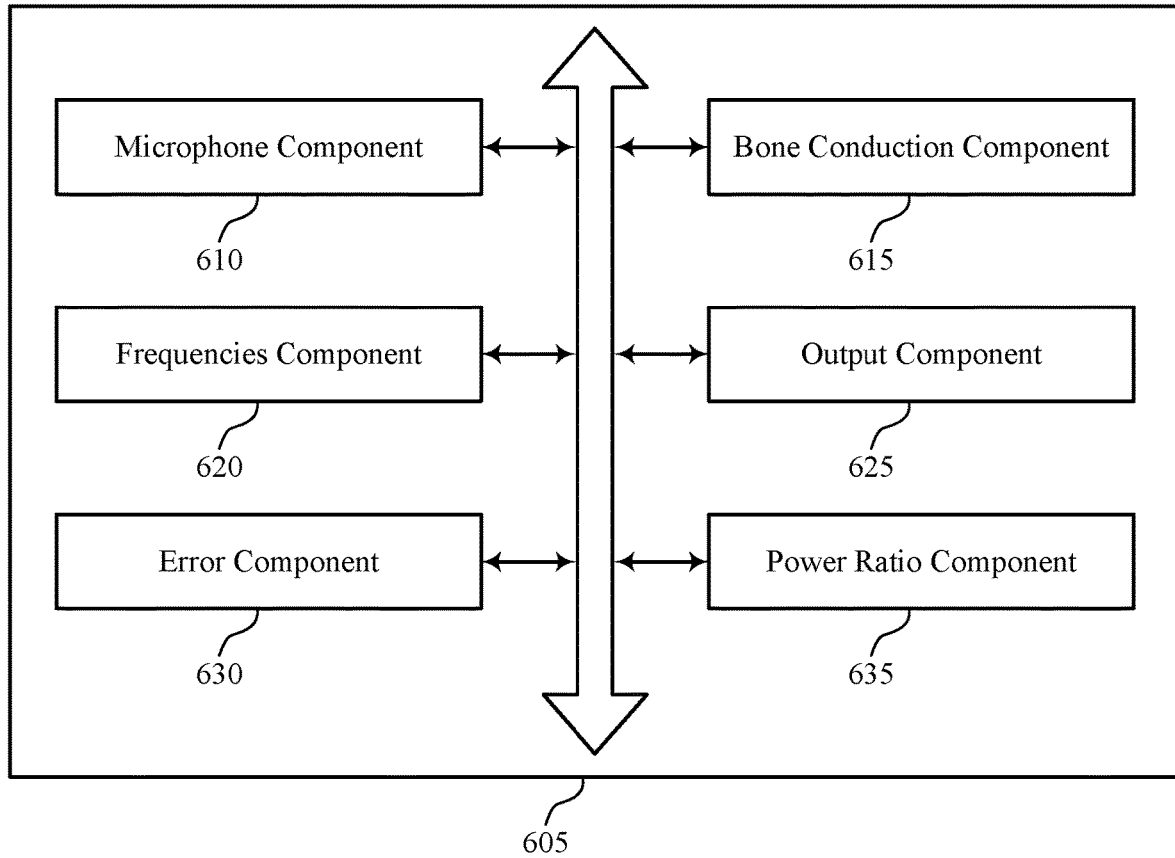 Microphone Component
Bone Conduction Component
610
615
Frequencies Component
Output Component
620
625
Error Component
Power Ratio Component
630
635
605